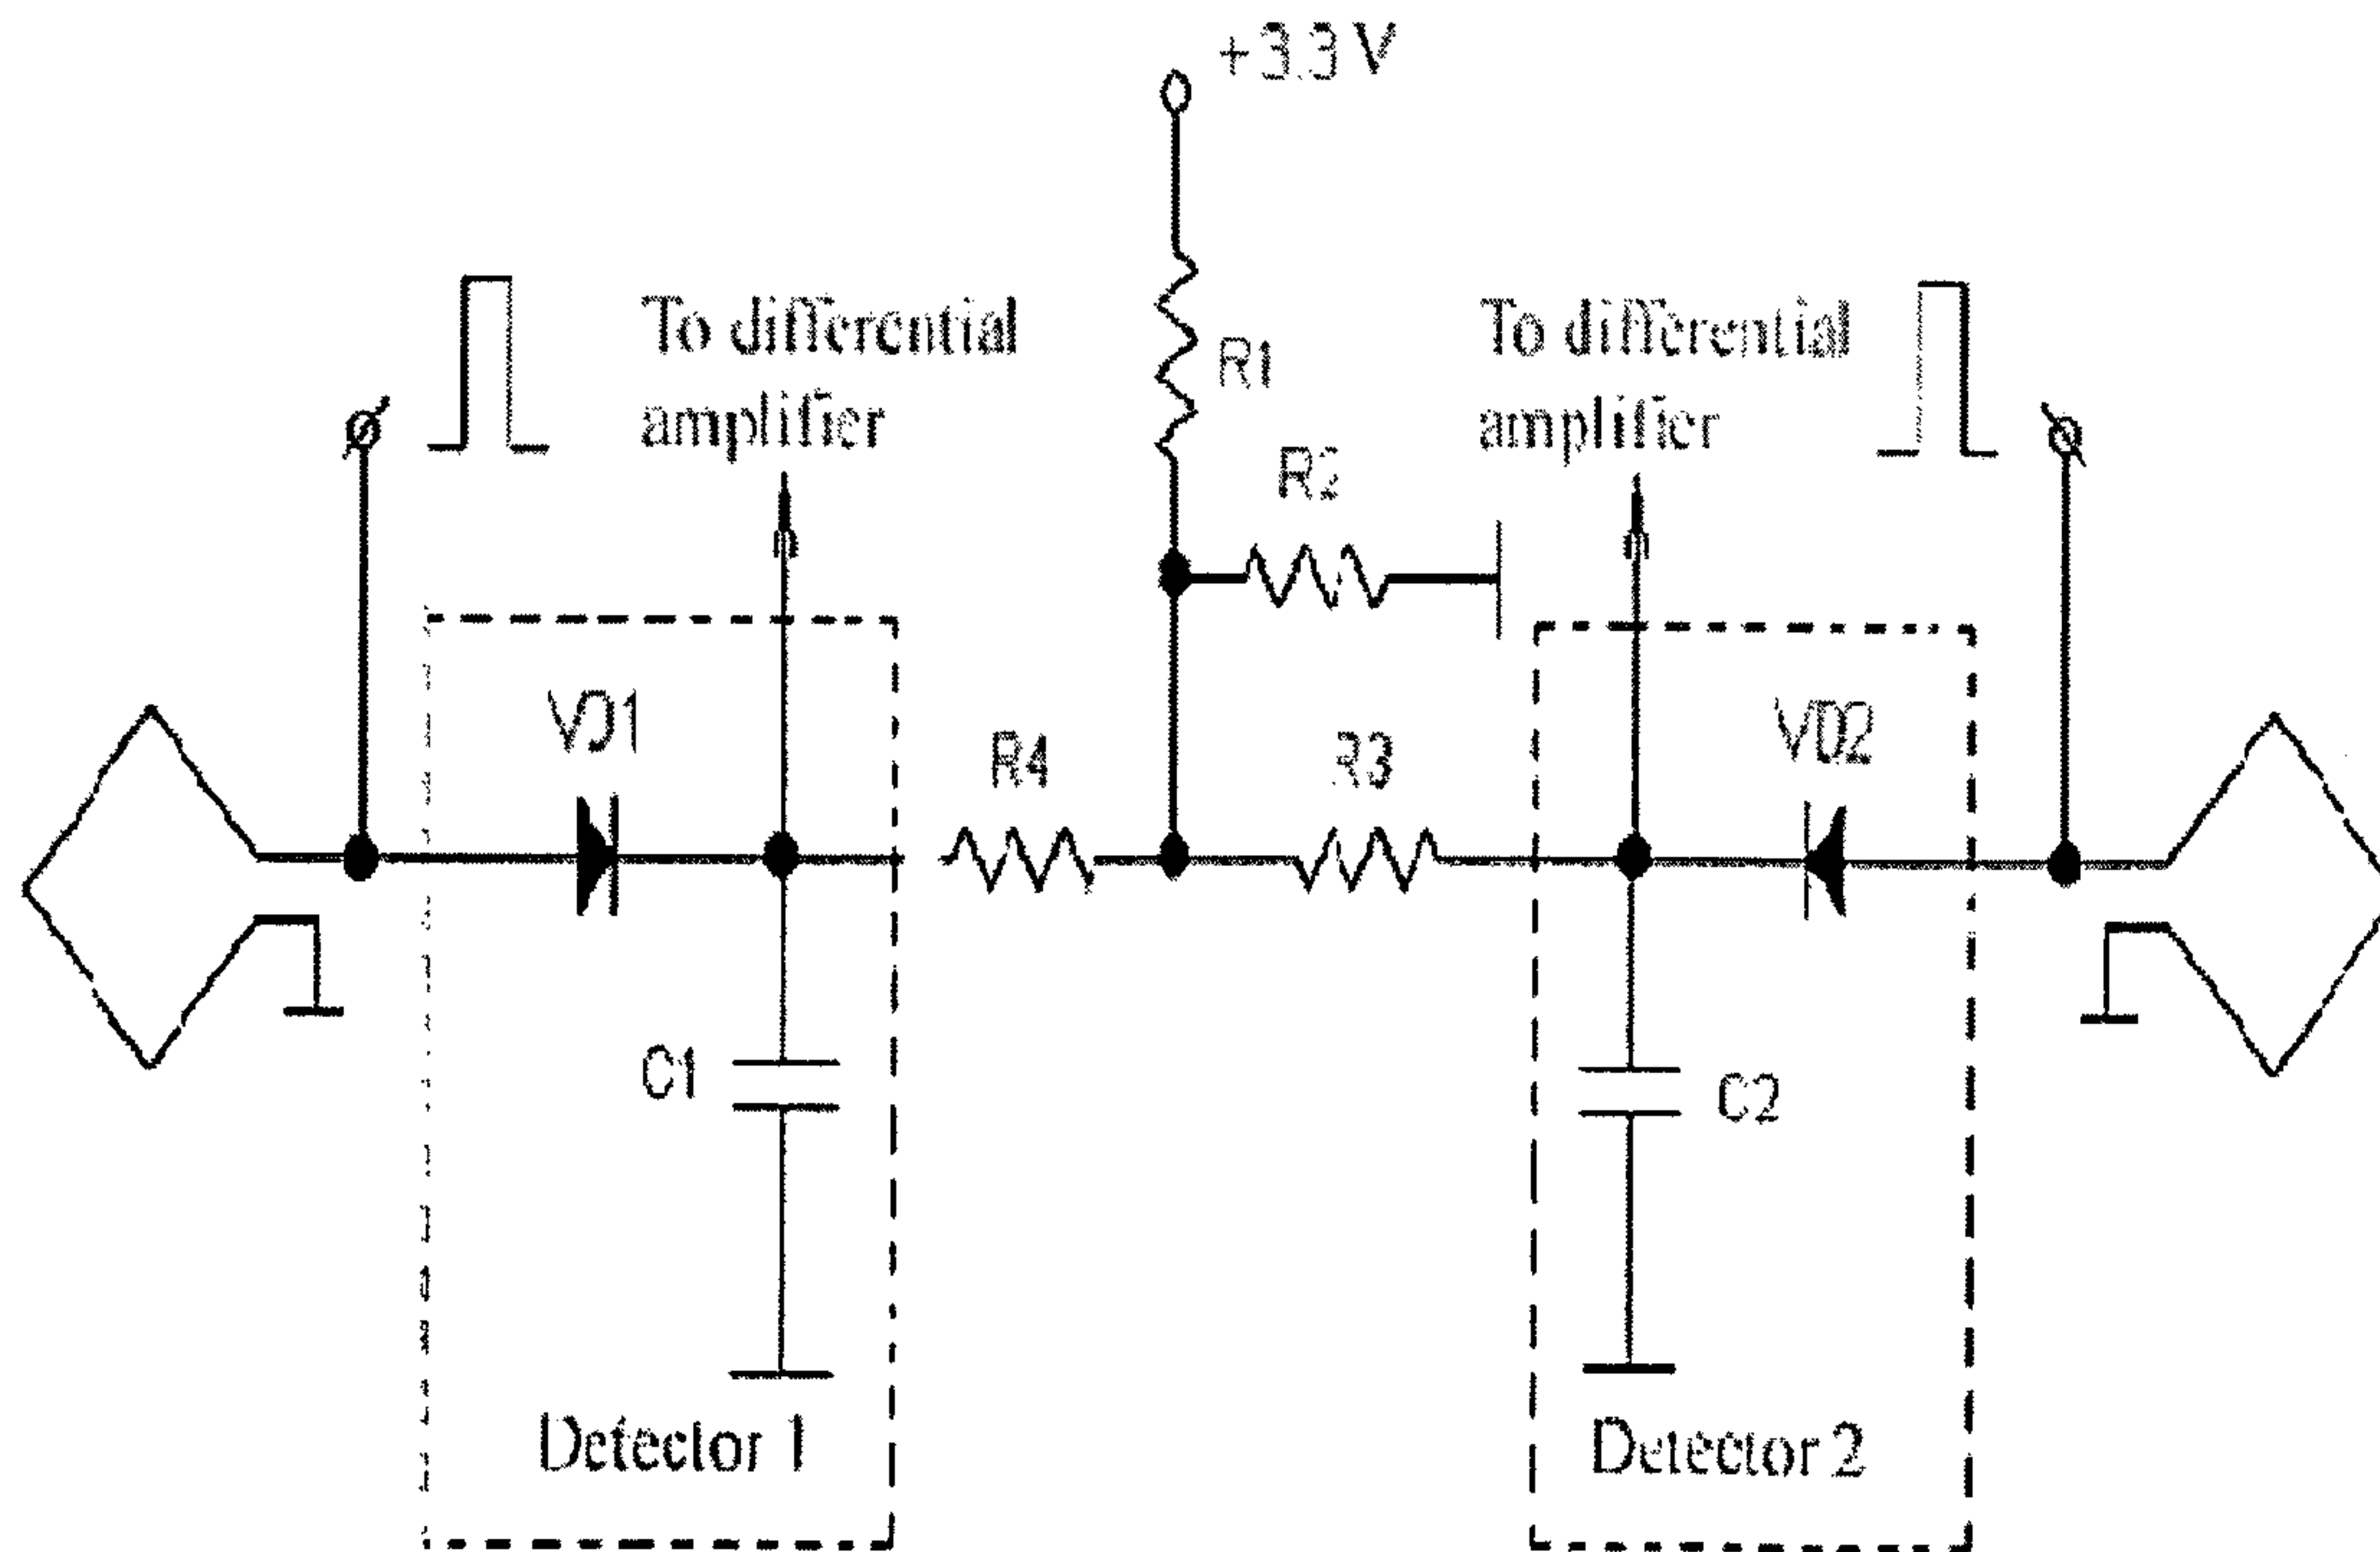 +3.3 V
To differential
amplifier
R1
To differential
amplifier
R2
VD1
R4
R3
VD2
C1
C2
Detector 1
Detector 2